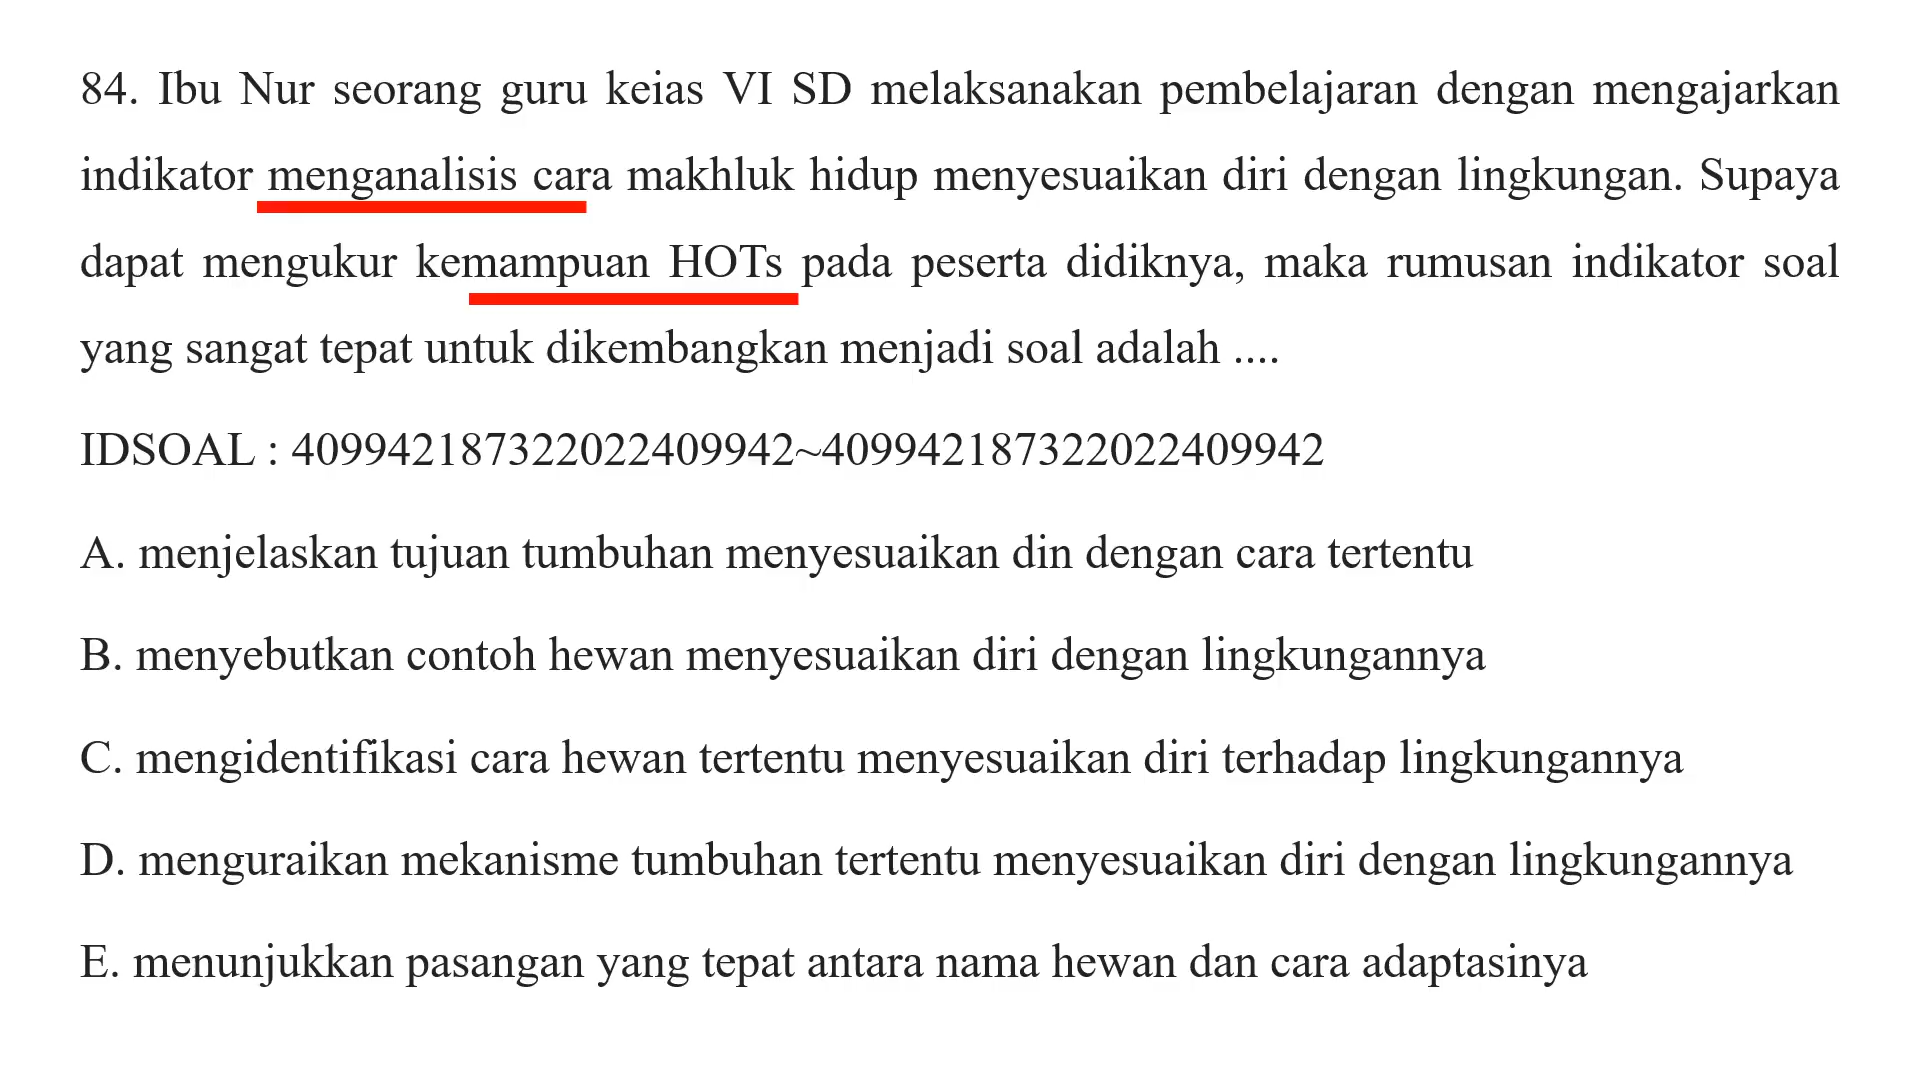 84. Ibu Nur seorang guru keias VI SD melaksanakan pembelajaran dengan mengajarkan
indikator menganalisis cara makhluk hidup menyesuaikan diri dengan lingkungan. Supaya
dapat mengukur kemampuan HOTs pada peserta didiknya, maka rumusan indikator soal
yang sangat tepat untuk dikembangkan menjadi soal adalah ....
IDSOAL : 409942187322022409942~409942187322022409942
A. menjelaskan tujuan tumbuhan menyesuaikan din dengan cara tertentu
B. menyebutkan contoh hewan menyesuaikan diri dengan lingkungannya
C. mengidentifikasi cara hewan tertentu menyesuaikan diri terhadap lingkungannya
D. menguraikan mekanisme tumbuhan tertentu menyesuaikan diri dengan lingkungannya
E. menunjukkan pasangan yang tepat antara nama hewan dan cara adaptasinya